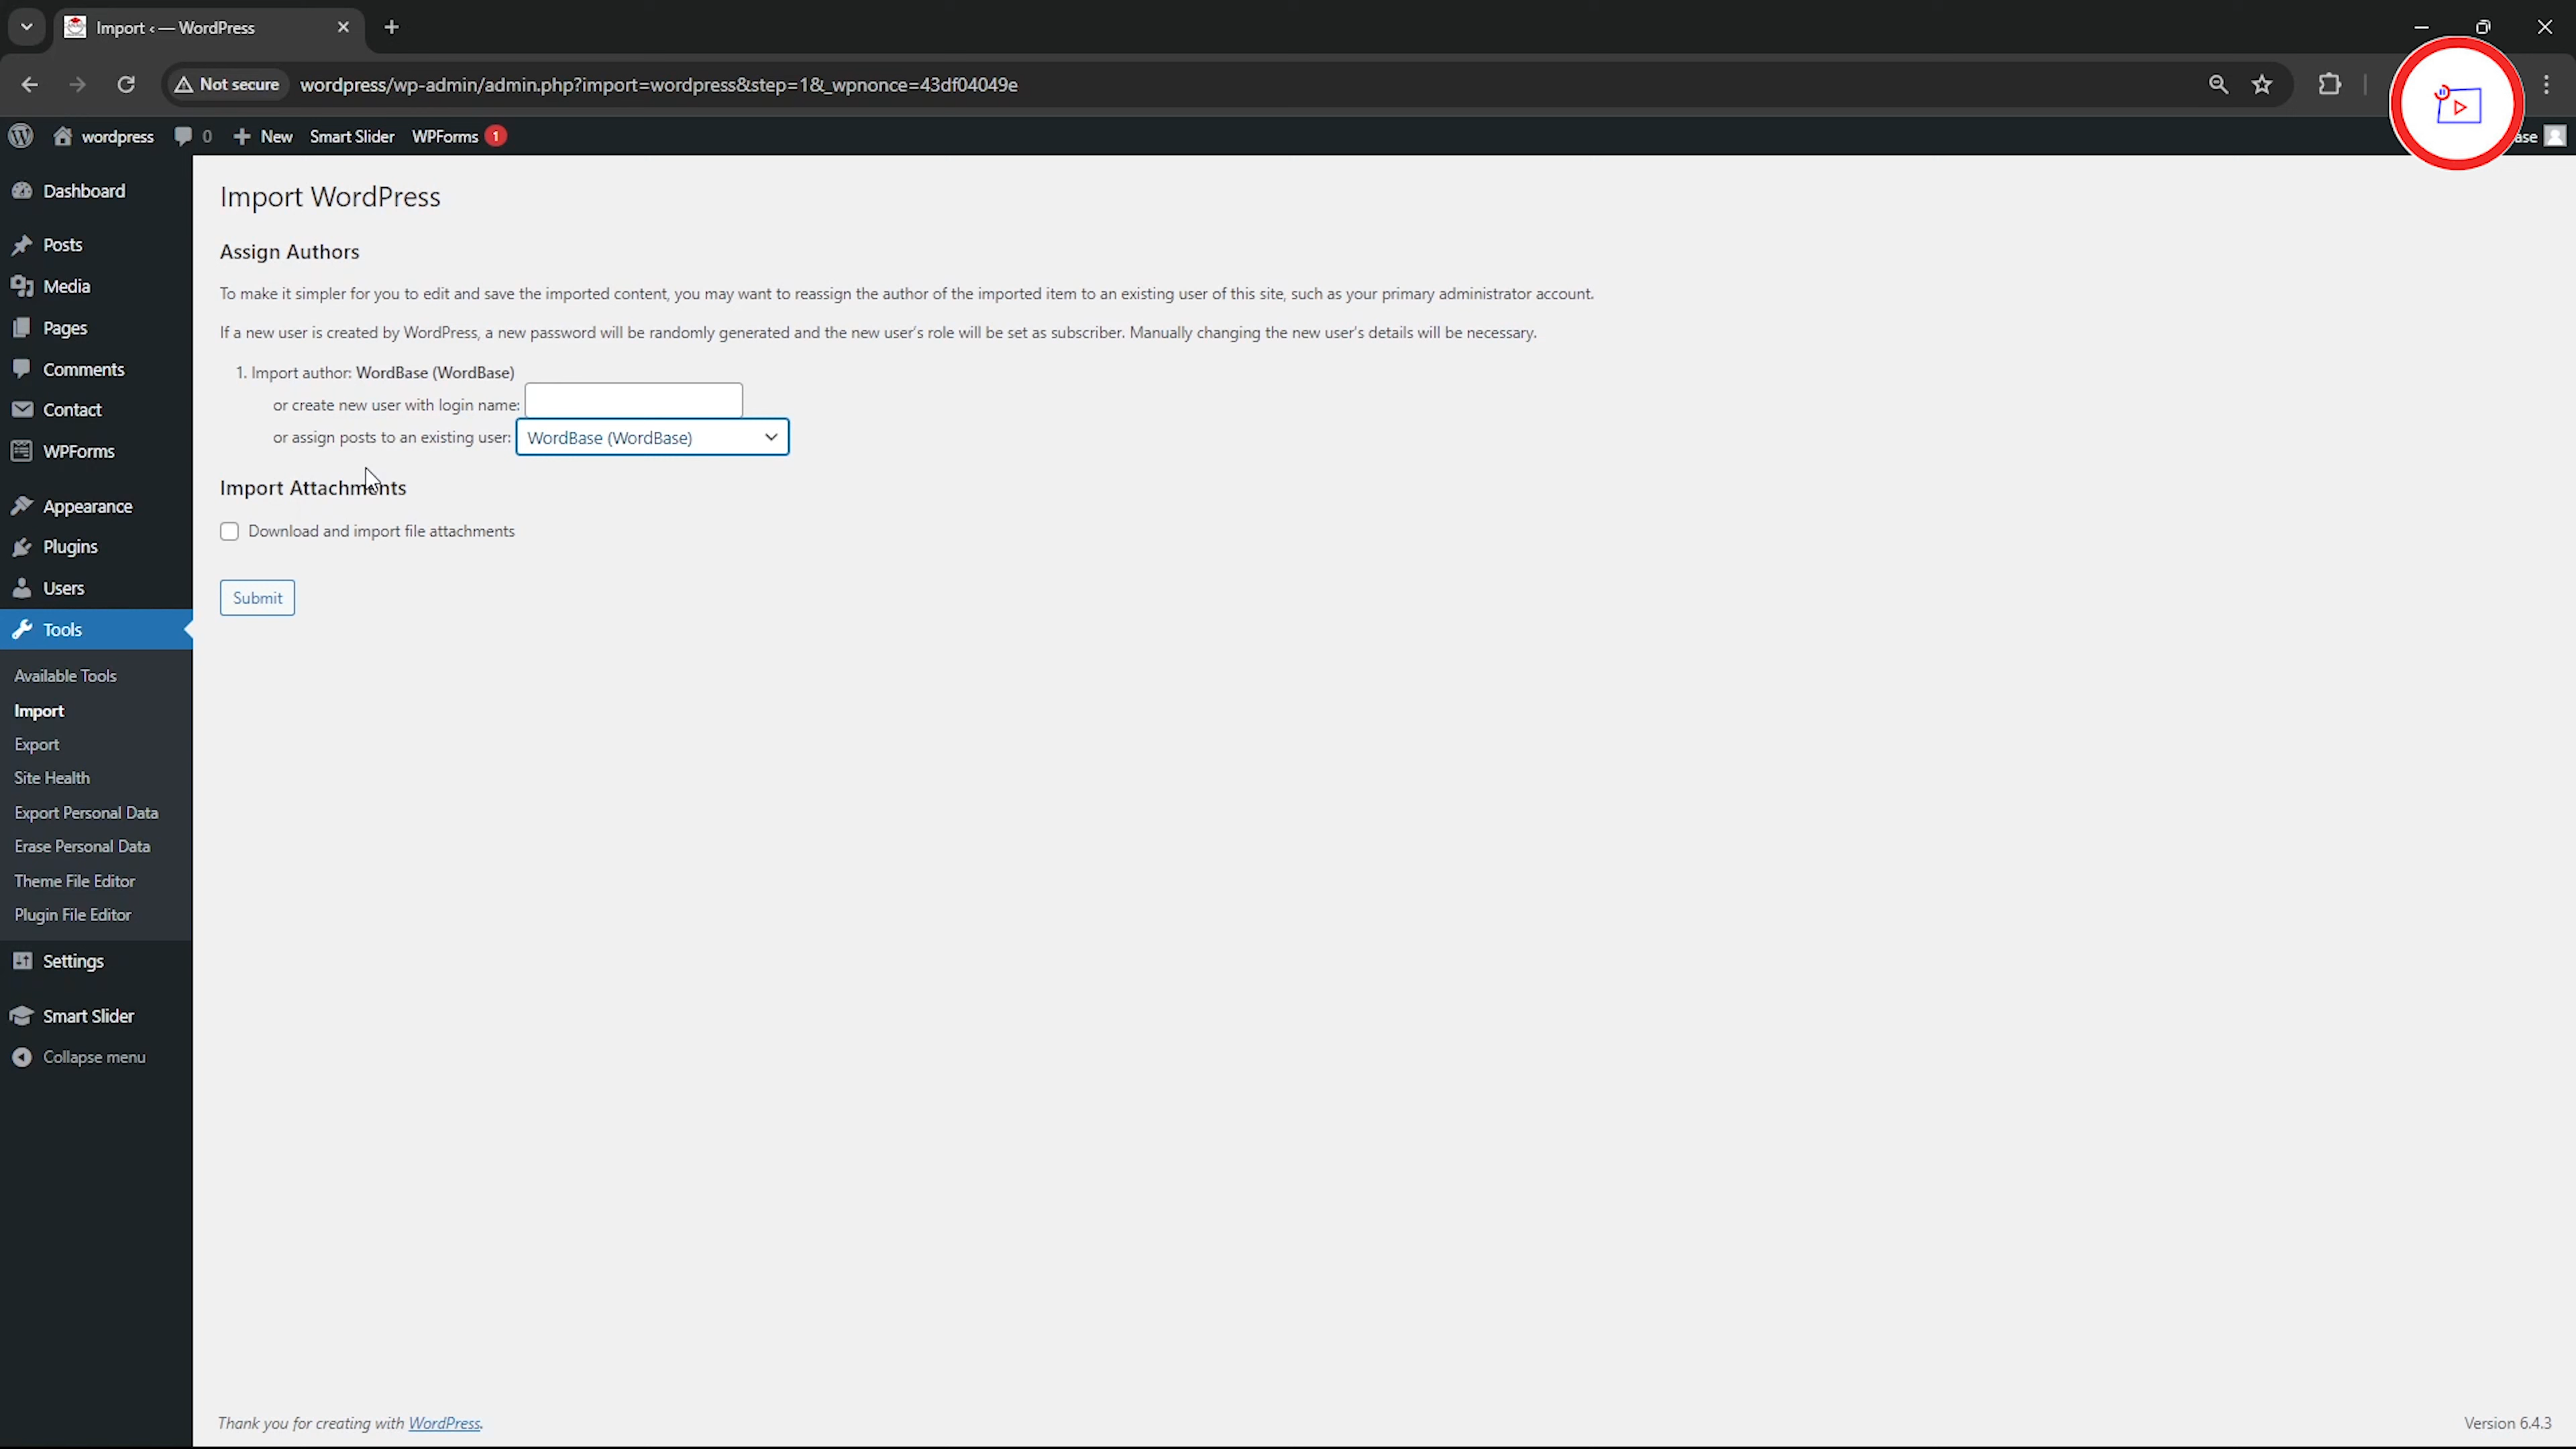 Import ‹ — WordPress
Not secure
wordpress/wp-admin/admin.php?import=wordpress&step=1&_wpnonce=43df04049e
wordpress
0
New
Smart Slider
WPForms
1
Dashboard
Posts
Media
Pages
Comments
Contact
WPForms
Appearance
Plugins
Users
Tools
Available Tools
Import
Export
Site Health
Export Personal Data
Erase Personal Data
Theme File Editor
Plugin File Editor
Settings
Smart Slider
Collapse menu
Import WordPress
Assign Authors
To make it simpler for you to edit and save the imported content, you may want to reassign the author of the imported item to an existing user of this site, such as your primary administrator account.
If a new user is created by WordPress, a new password will be randomly generated and the new user's role will be set as subscriber. Manually changing the new user's details will be necessary.
1. Import author: WordBase (WordBase)
or create new user with login name:
or assign posts to an existing user: WordBase (WordBase)
Import Attachments
Download and import file attachments
Submit
Thank you for creating with WordPress.
Version 6.4.3